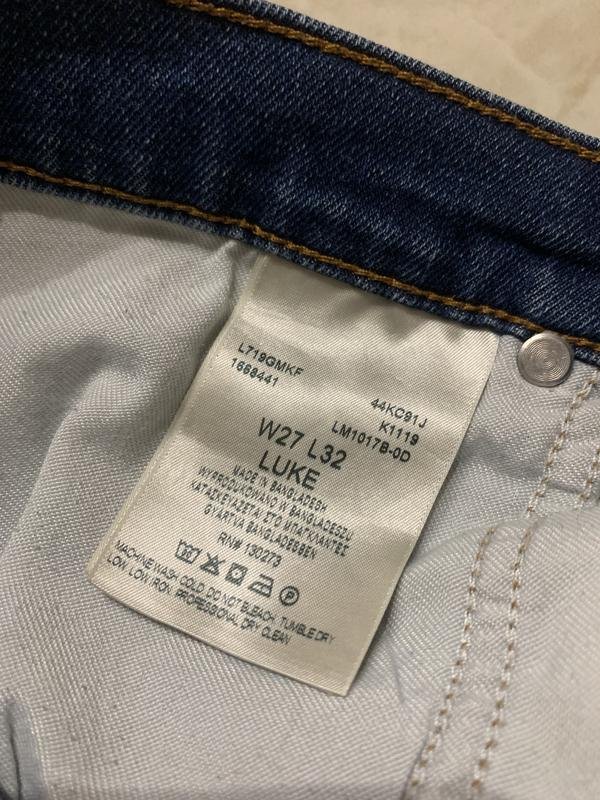 L719GMKF
1668441
44KC91J
K1119
LM1017B-0D
W27 L32
LUKE
MADE IN BANGLADESH
WYPRODUKOWANO W BANGLADESZU
ΚΑΤΑΣΚΕΥΑΖΕΤΑΙ ΣΤΟ ΜΠΑΓΚΛΑΝΤΕΣ
GYÁRTVA BANGLADESBEN
RN# 130273
MACHINE WASH COLD. DO NOT BLEACH. TUMBLE DRY
LOW. LOW IRON. PROFESSIONAL DRY CLEAN